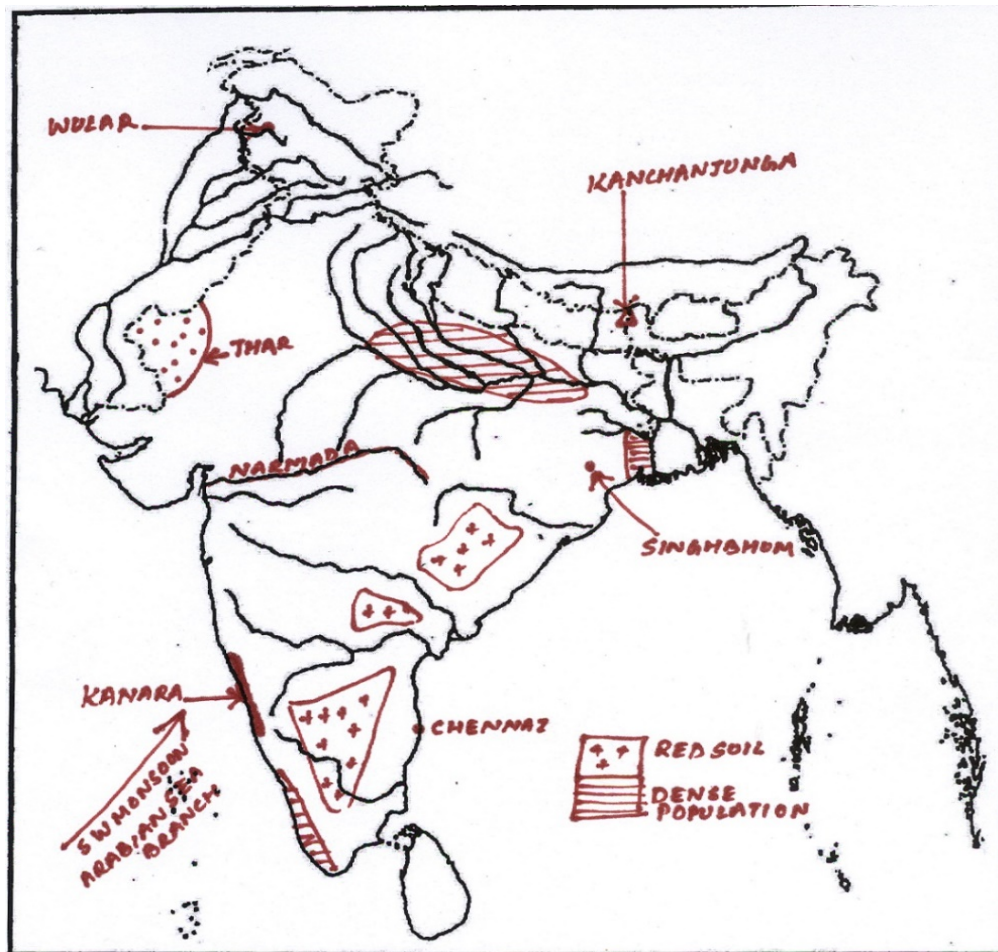 WULAR
KANCHANJUNGA
THAR
NARMADA
SINGHBHUM
KANARA
CHENNAI
SW MONSOON
ARABIAN SEA
BRANCH
RED SOIL
DENSE
POPULATION